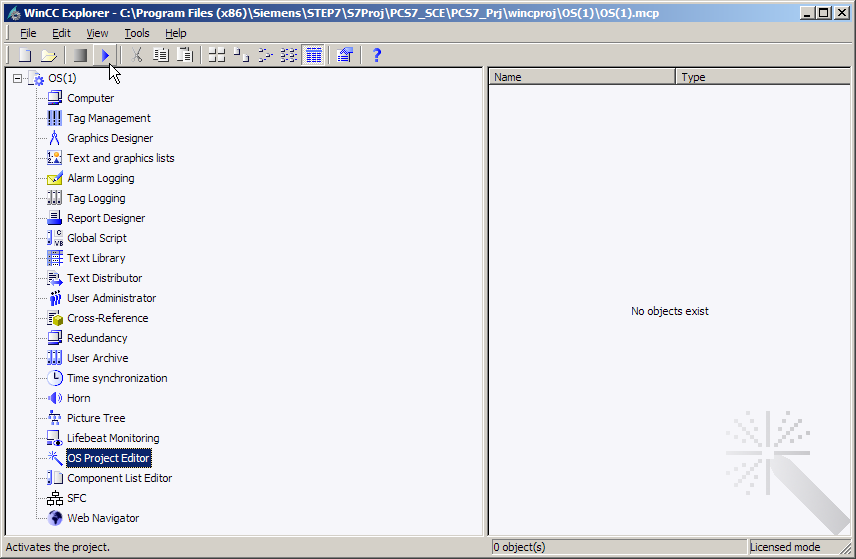 WinCC Explorer - C:\Program Files (x86)\Siemens\STEP7\S7Proj\PCS7_SCE\PCS7_Prj\wincproj\OS(1)\OS(1).mcp
File Edit View Tools Help
OS(1)
Computer
Tag Management
Graphics Designer
Text and graphics lists
Alarm Logging
Tag Logging
Report Designer
Global Script
Text Library
Text Distributor
User Administrator
Cross-Reference
Redundancy
User Archive
Time synchronization
Horn
Picture Tree
Lifebeat Monitoring
OS Project Editor
Component List Editor
SFC
Web Navigator
Name Type
No objects exist
Activates the project. 0 object(s) Licensed mode